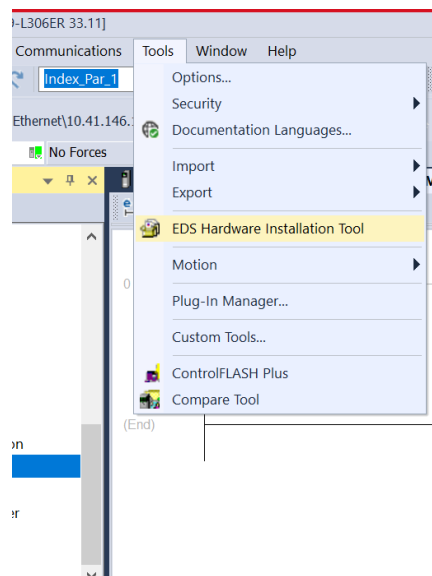 -L306ER 33.11]
Communications Tools Window Help
Index_Par_1
Options...
Security
Ethernet\10.41.146.
Documentation Languages...
No Forces
Import
Export
EDS Hardware Installation Tool
Motion
0
Plug-In Manager...
Custom Tools...
ControlFLASH Plus
Compare Tool
(End)
on
er